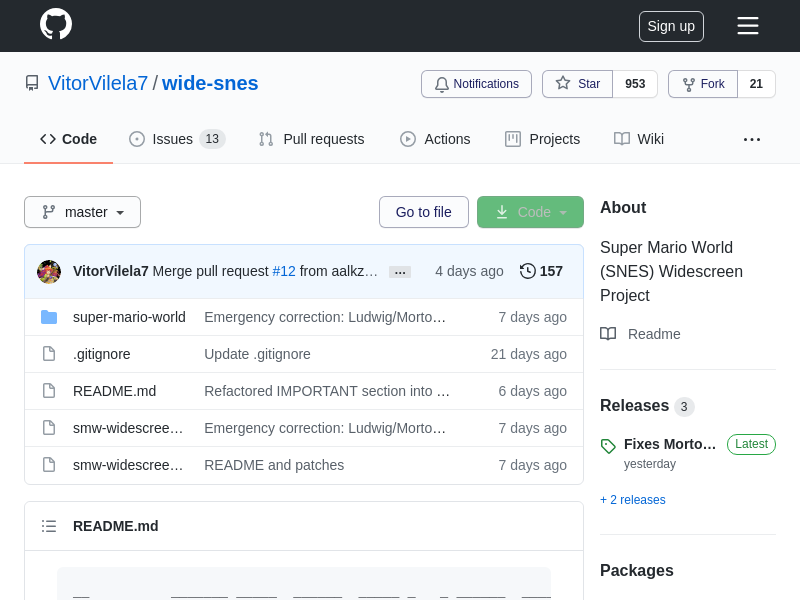 Sign up
VitorVilela7 / wide-snes
Notifications Star 953 Fork 21
Code Issues 13 Pull requests Actions Projects Wiki ...
master Go to file Code
VitorVilela7 Merge pull request #12 from aalkz… … 4 days ago 157
super-mario-world Emergency correction: Ludwig/Morto… 7 days ago
.gitignore Update .gitignore 21 days ago
README.md Refactored IMPORTANT section into … 6 days ago
smw-widescree… Emergency correction: Ludwig/Morto… 7 days ago
smw-widescree… README and patches 7 days ago
README.md
About
Super Mario World
(SNES) Widescreen
Project
Readme
Releases 3
Fixes Morto… Latest
yesterday
+ 2 releases
Packages